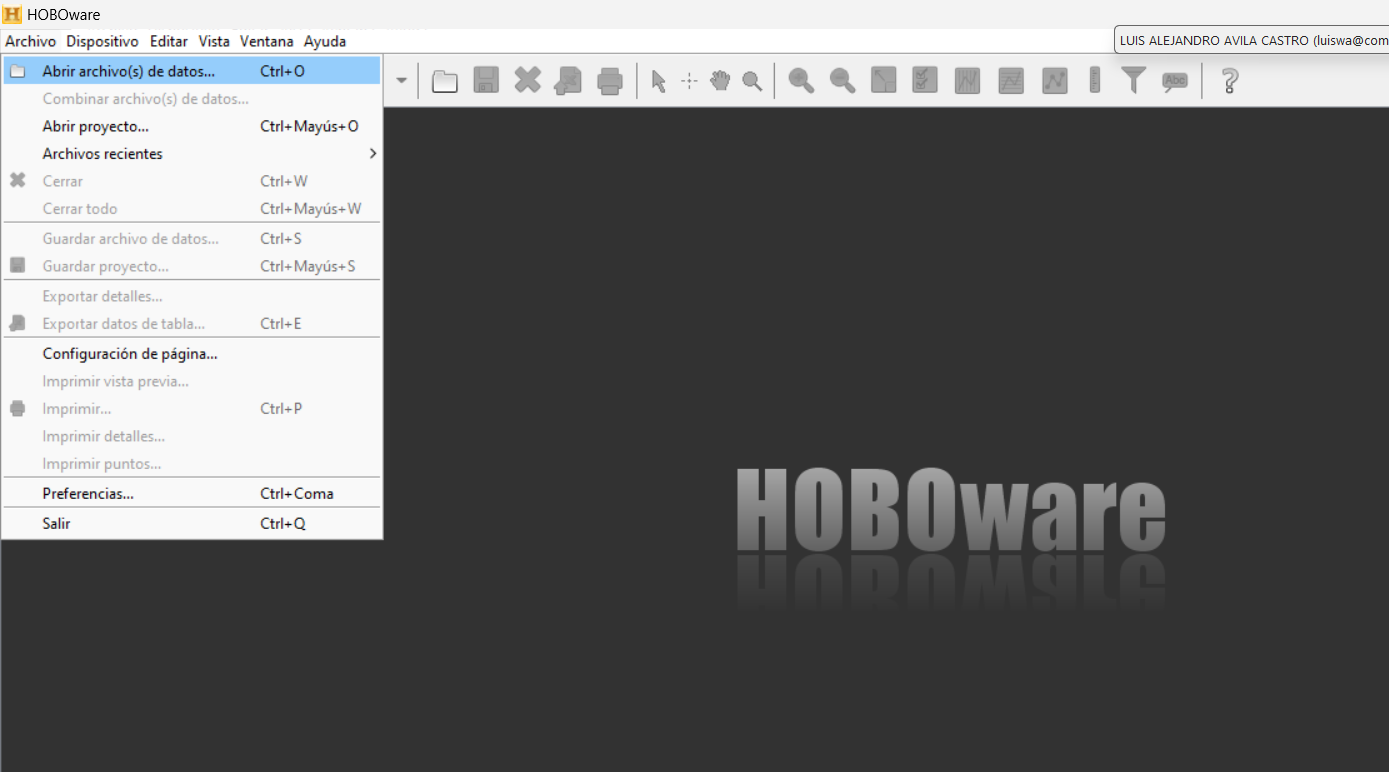 HOBOware
Archivo Dispositivo Editar Vista Ventana Ayuda
LUIS ALEJANDRO AVILA CASTRO (luiswa@com
Abrir archivo(s) de datos... Ctrl+O
Combinar archivo(s) de datos...
Abrir proyecto... Ctrl+Mayús+O
Archivos recientes
Cerrar Ctrl+W
Cerrar todo Ctrl+Mayús+W
Guardar archivo de datos... Ctrl+S
Guardar proyecto... Ctrl+Mayús+S
Exportar detalles...
Exportar datos de tabla... Ctrl+E
Configuración de página...
Imprimir vista previa...
Imprimir... Ctrl+P
Imprimir detalles...
Imprimir puntos...
Preferencias... Ctrl+Coma
Salir Ctrl+Q
Abc
?
HOBOware